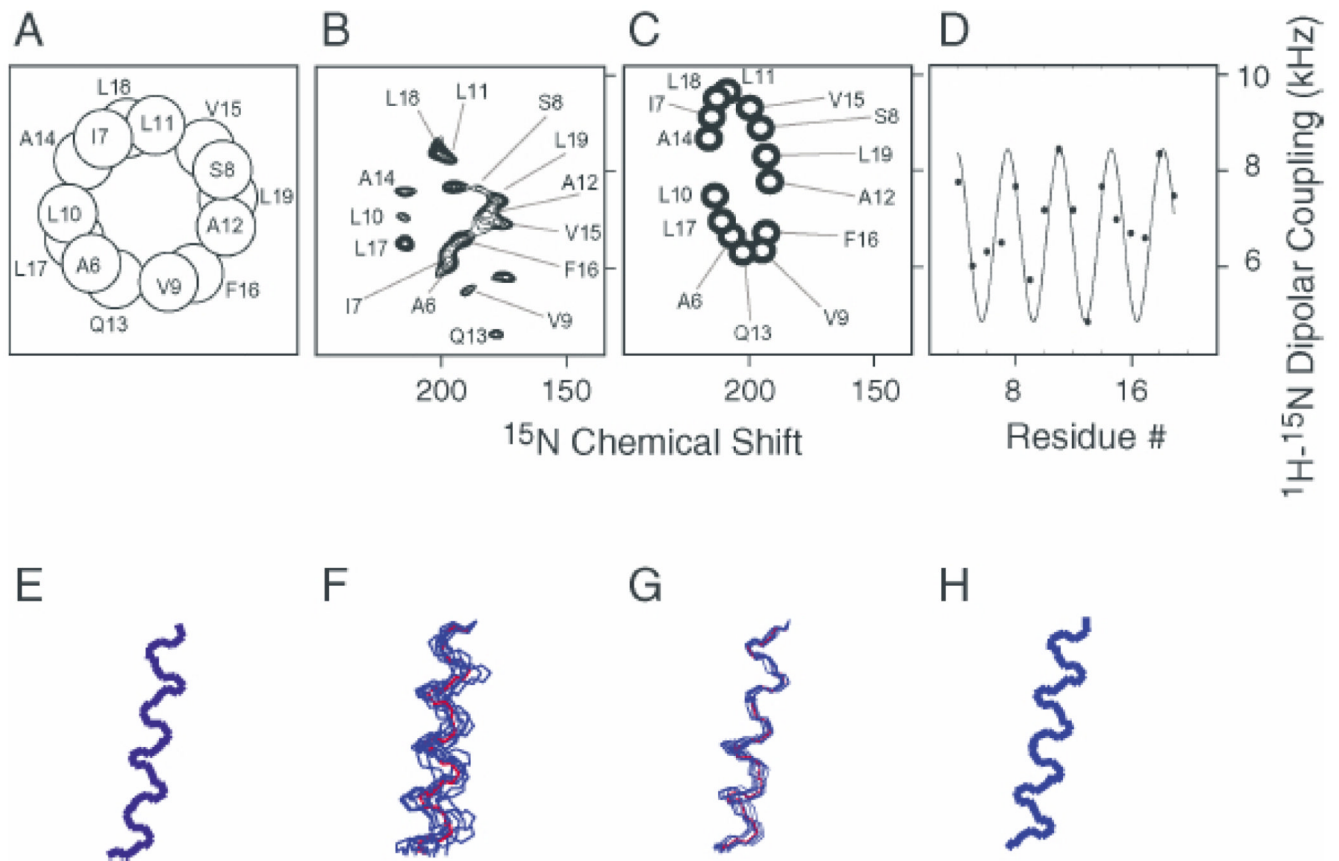 A
L18
L11
V15
I7
A14
S8
L10
L19
A12
L17
A6
V9
F16
Q13
B
L11
S8
L18
L19
A14
A12
L10
L17
V15
F16
I7
A6
V9
Q13
200
150
C
L18
L11
I7
V15
S8
A14
L19
L10
A12
L17
F16
A6
V9
Q13
200
150
15N Chemical Shift
D
10
8
6
8
16
Residue #
1H-15N Dipolar Coupling (kHz)
E
F
G
H